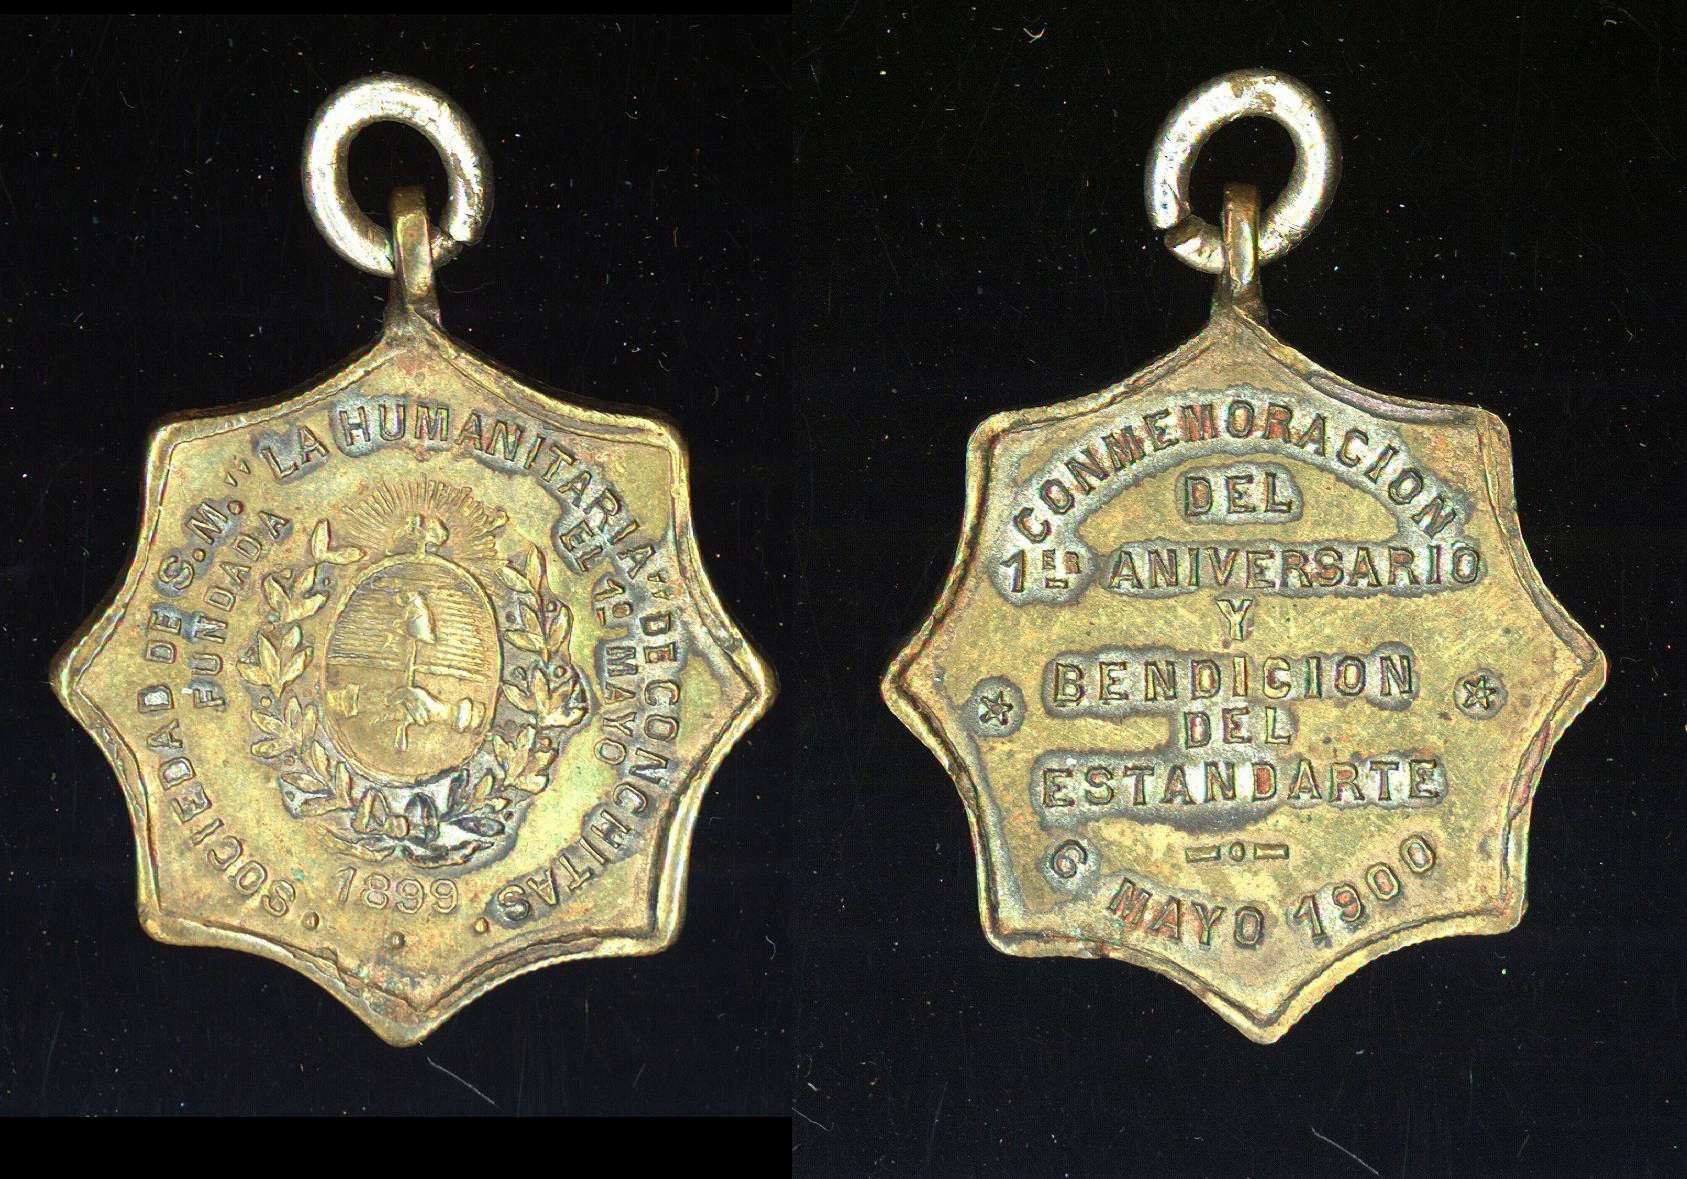 SOCIEDAD DE S.M. "LA HUMANITARIA" DE CONCHITAS.
FUNDADA EL 1º MAYO
1899
CONMEMORACION
DEL
1ER ANIVERSARIO
Y
BENDICION
DEL
ESTANDARTE
6 MAYO 1900